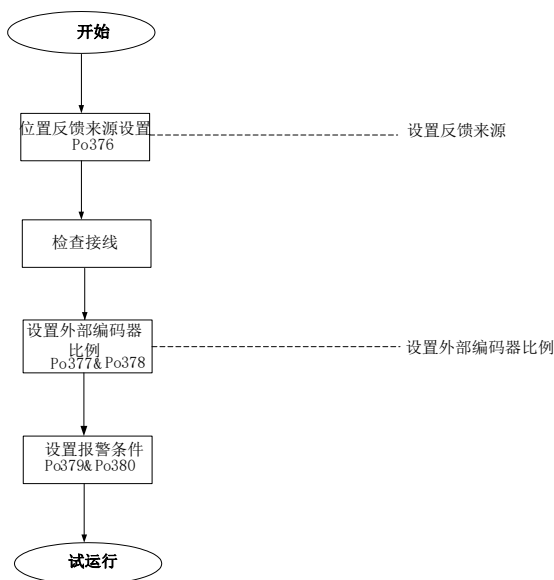 开始
位置反馈来源设置
Po376
设置反馈来源
检查接线
设置外部编码器
比例
Po377&Po378
设置外部编码器比例
设置报警条件
Po379&Po380
试运行